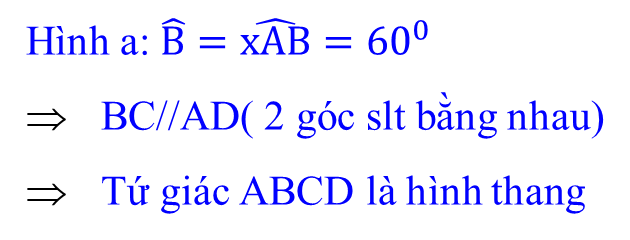 Hình a: B̂ = xÂB = 60⁰
⇒ BC//AD( 2 góc slt bằng nhau)
⇒ Tứ giác ABCD là hình thang